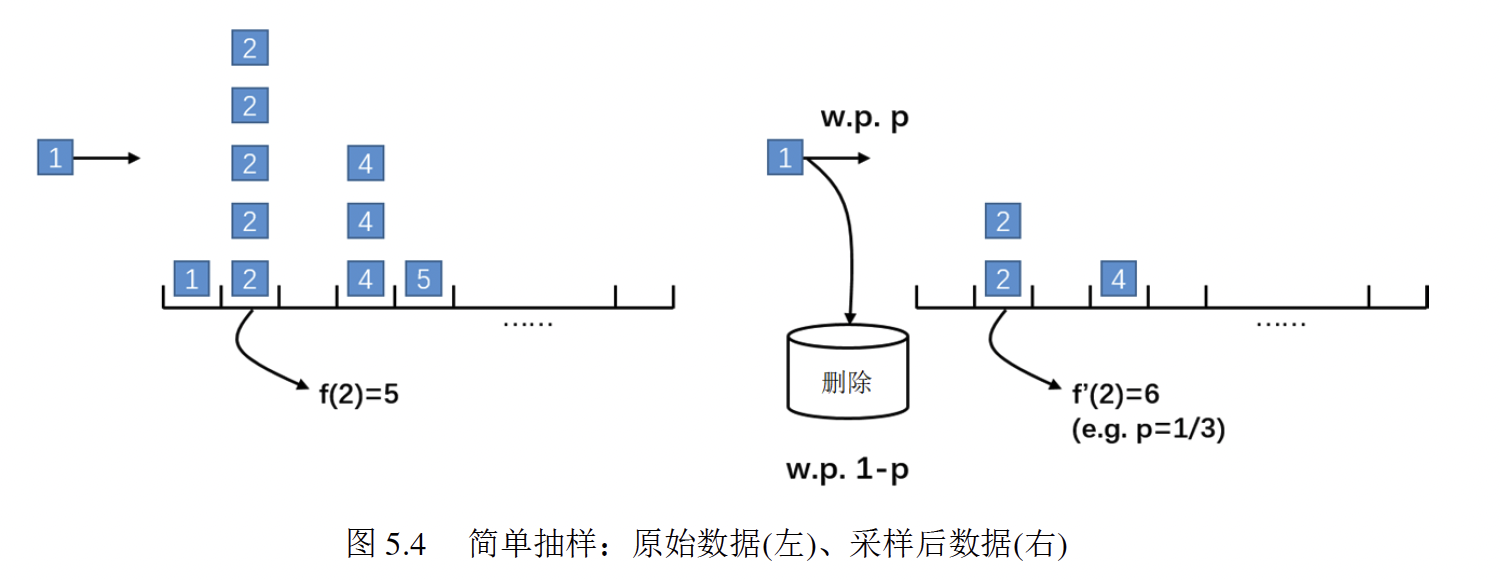 2
2
1
2
4
2
4
1
2
4
5
……
f(2)=5
w.p. p
1
2
2
4
……
删除
f’(2)=6
(e.g. p=1/3)
w.p. 1-p
图 5.4 简单抽样：原始数据(左)、采样后数据(右)